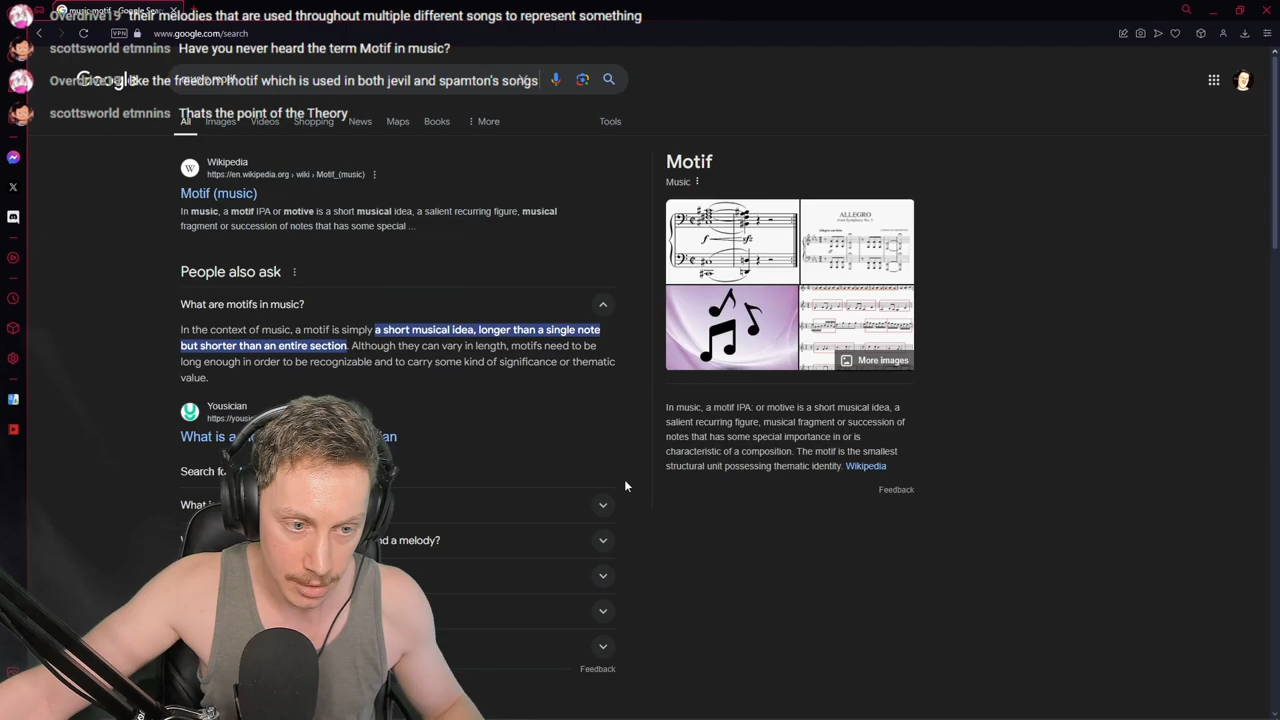 Overdrive19 their melodies that are used throughout multiple different songs to represent something
www.google.com/search
VPN
scottsworld etmnins Have you never heard the term Motif in music?
Google
like the freedom motif which is used in both jevil and spamton's songs
scottsworld etmnins Thats the point of the Theory
All
Images
Videos
Shopping
News
Maps
Books
More
Tools
Wikipedia
https://en.wikipedia.org › wiki › Motif_(music)
Motif (music)
In music, a motif IPA or motive is a short musical idea, a salient recurring figure, musical
fragment or succession of notes that has some special ...
People also ask
What are motifs in music?
In the context of music, a motif is simply a short musical idea, longer than a single note
but shorter than an entire section. Although they can vary in length, motifs need to be
long enough in order to be recognizable and to carry some kind of significance or thematic
value.
Yousician
What is a
Search fo
nd a melody?
Feedback
Motif
Music
ALLEGRO
f
sfz
More images
In music, a motif IPA: or motive is a short musical idea, a
salient recurring figure, musical fragment or succession of
notes that has some special importance in or is
characteristic of a composition. The motif is the smallest
structural unit possessing thematic identity. Wikipedia
Feedback